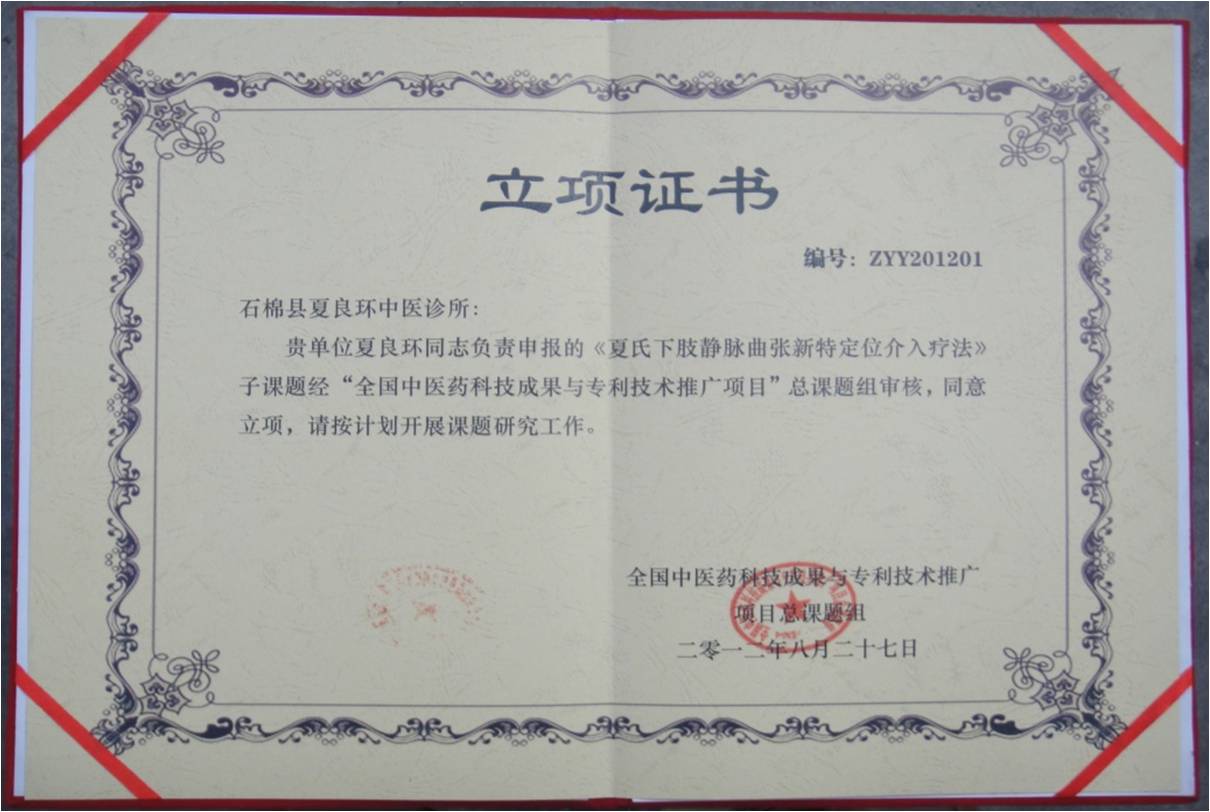 立项证书
编号：ZYY201201
石棉县夏良环中医诊所：
贵单位夏良环同志负责申报的《夏氏下肢静脉曲张新特定位介入疗法》
子课题经“全国中医药科技成果与专利技术推广项目”总课题组审核，同意
立项，请按计划开展课题研究工作。
全国中医药科技成果与专利技术推广
项目总课题组
二零一二年八月二十七日